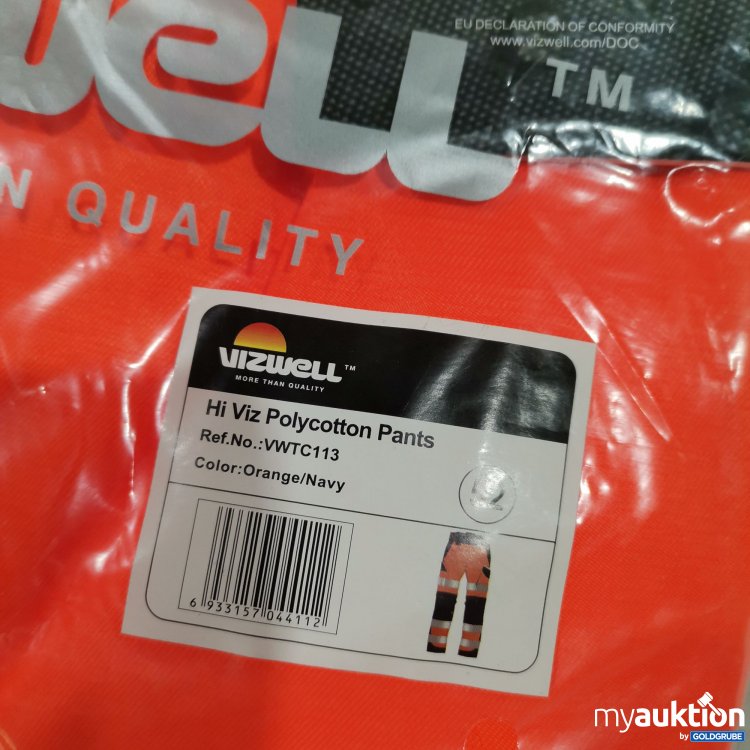 EU DECLARATION OF CONFORMITY
www.vizwell.com/DOC
well TM
N QUALITY
VIZWELL TM
MORE THAN QUALITY
Hi Viz Polycotton Pants
Ref.No.:VWTC113
Color:Orange/Navy
6 933157 044112
myauktion
by GOLDGRUBE